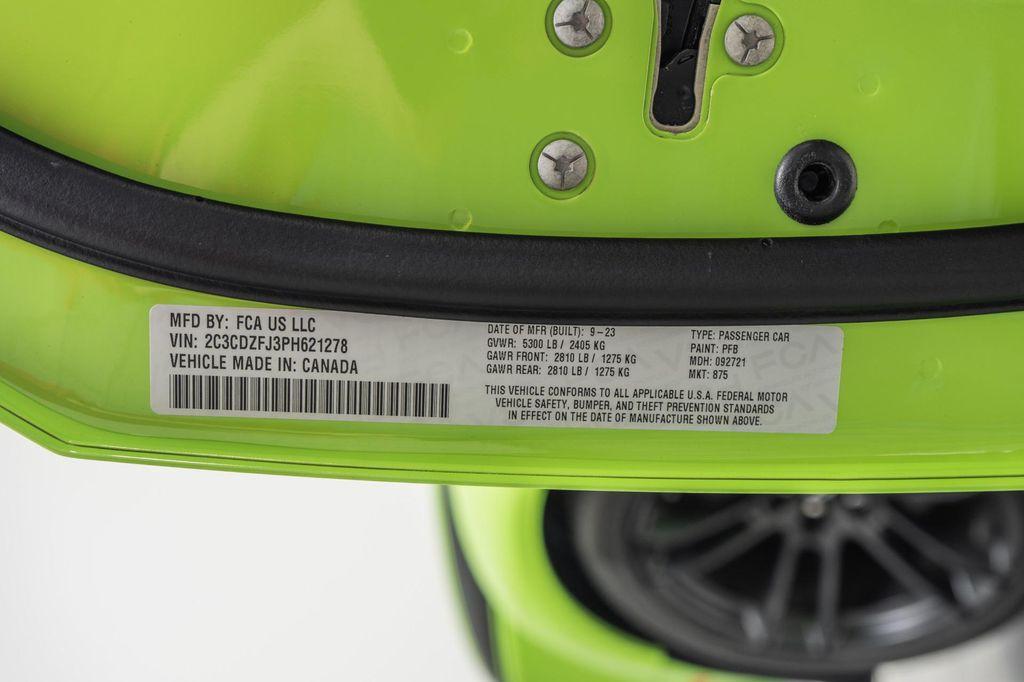 MFD BY: FCA US LLC
VIN: 2C3CDZFJ3PH621278
VEHICLE MADE IN: CANADA
DATE OF MFR (BUILT): 9-23
GVWR: 5300 LB / 2405 KG
GAWR FRONT: 2810 LB / 1275 KG
GAWR REAR: 2810 LB / 1275 KG
TYPE: PASSENGER CAR
PAINT: PFB
MDH: 092721
MKT: 875
THIS VEHICLE CONFORMS TO ALL APPLICABLE U.S.A. FEDERAL MOTOR
VEHICLE SAFETY, BUMPER, AND THEFT PREVENTION STANDARDS
IN EFFECT ON THE DATE OF MANUFACTURE SHOWN ABOVE.